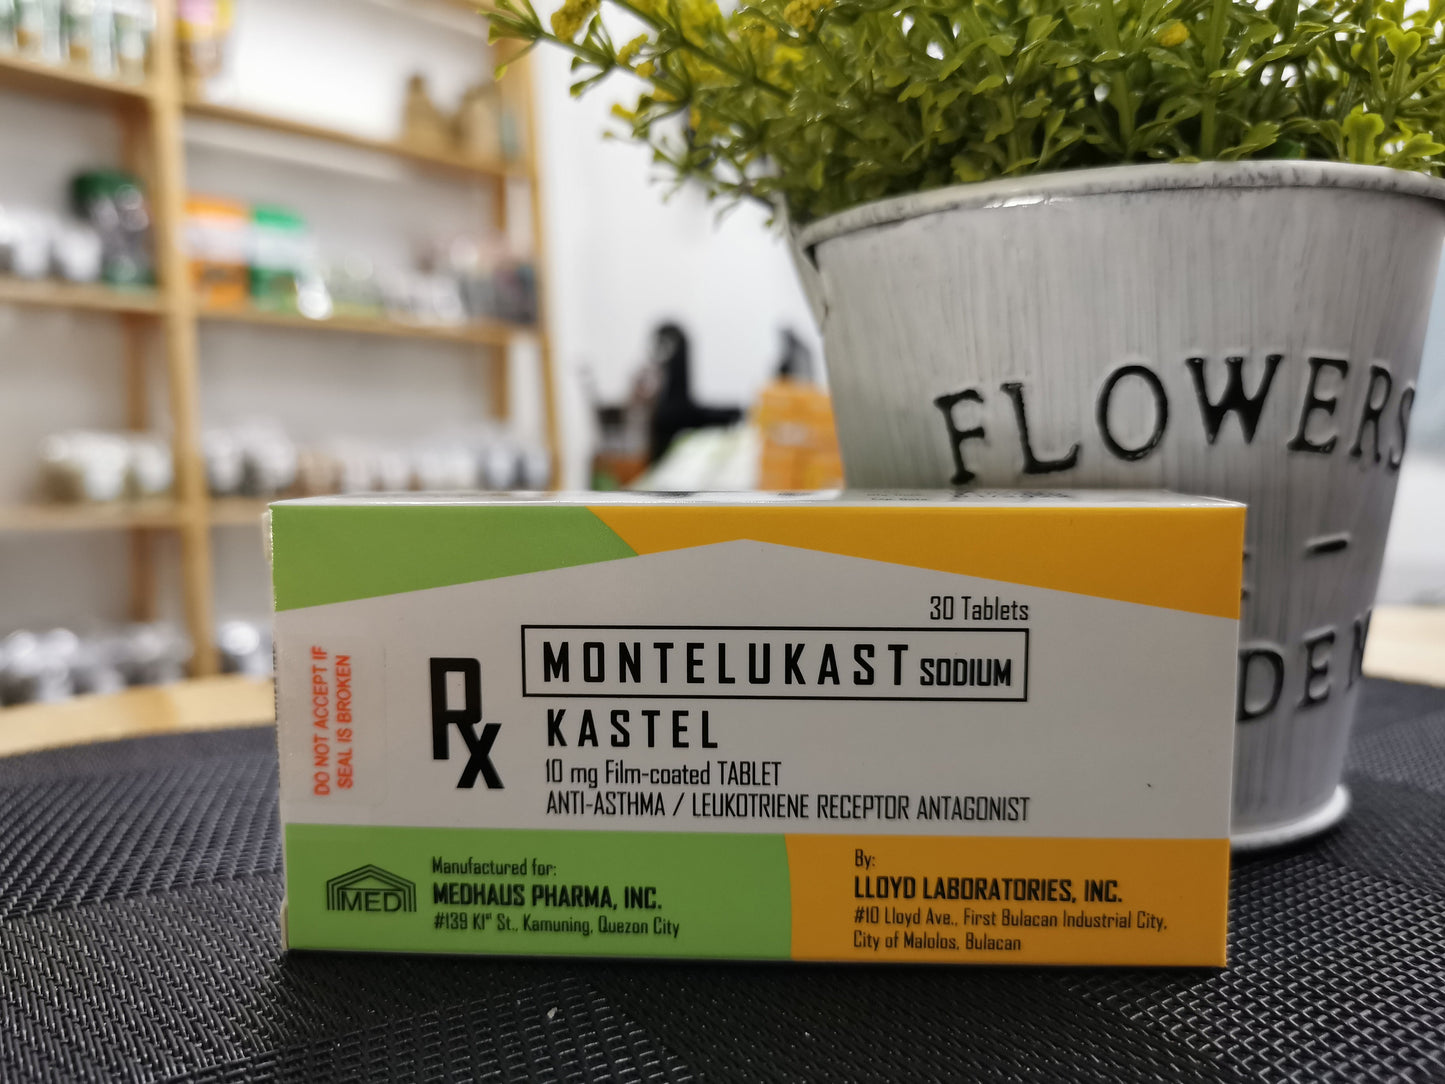 FLOWERS
30 Tablets
MONTELUKAST SODIUM
Rx
KASTEL
10 mg Film-coated TABLET
ANTI-ASTHMA / LEUKOTRIENE RECEPTOR ANTAGONIST
DO NOT ACCEPT IF
SEAL IS BROKEN
MED
Manufactured for:
MEDHAUS PHARMA, INC.
#139 K1st St., Kamuning, Quezon City
By:
LLOYD LABORATORIES, INC.
#10 Lloyd Ave., First Bulacan Industrial City,
City of Malolos, Bulacan